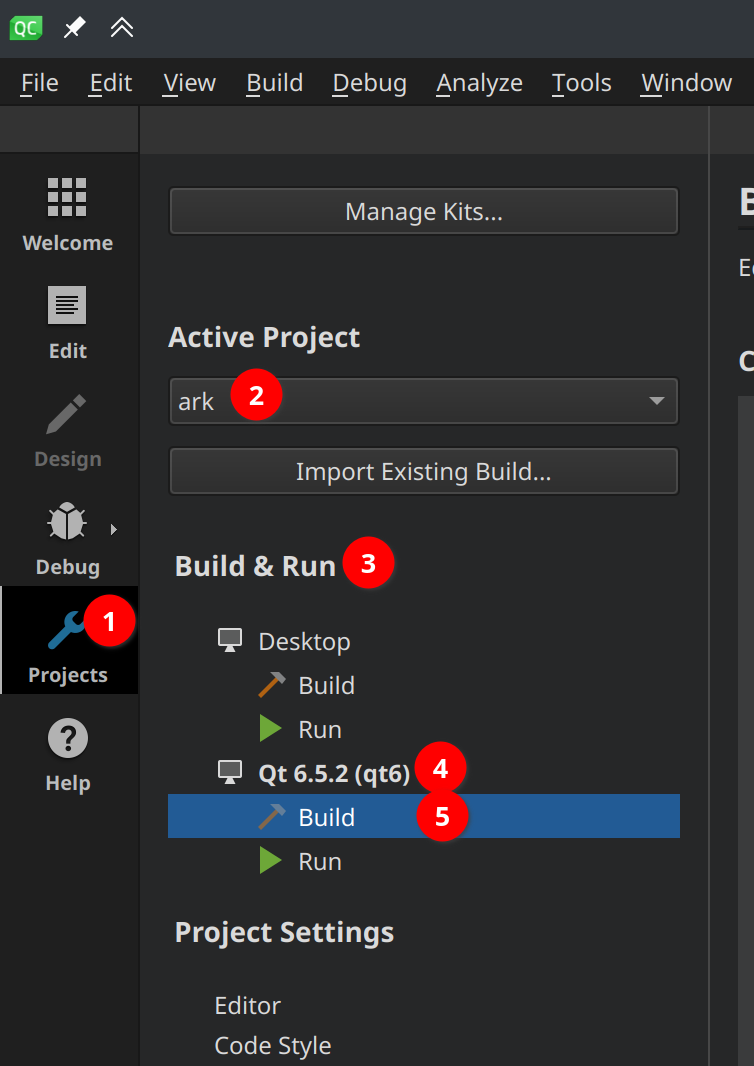 QC
File Edit View Build Debug Analyze Tools Window
Welcome
Edit
Design
Debug
1
Projects
?
Help
Manage Kits...
Active Project
ark 2
Import Existing Build...
Build & Run 3
Desktop
Build
Run
Qt 6.5.2 (qt6) 4
Build 5
Run
Project Settings
Editor
Code Style